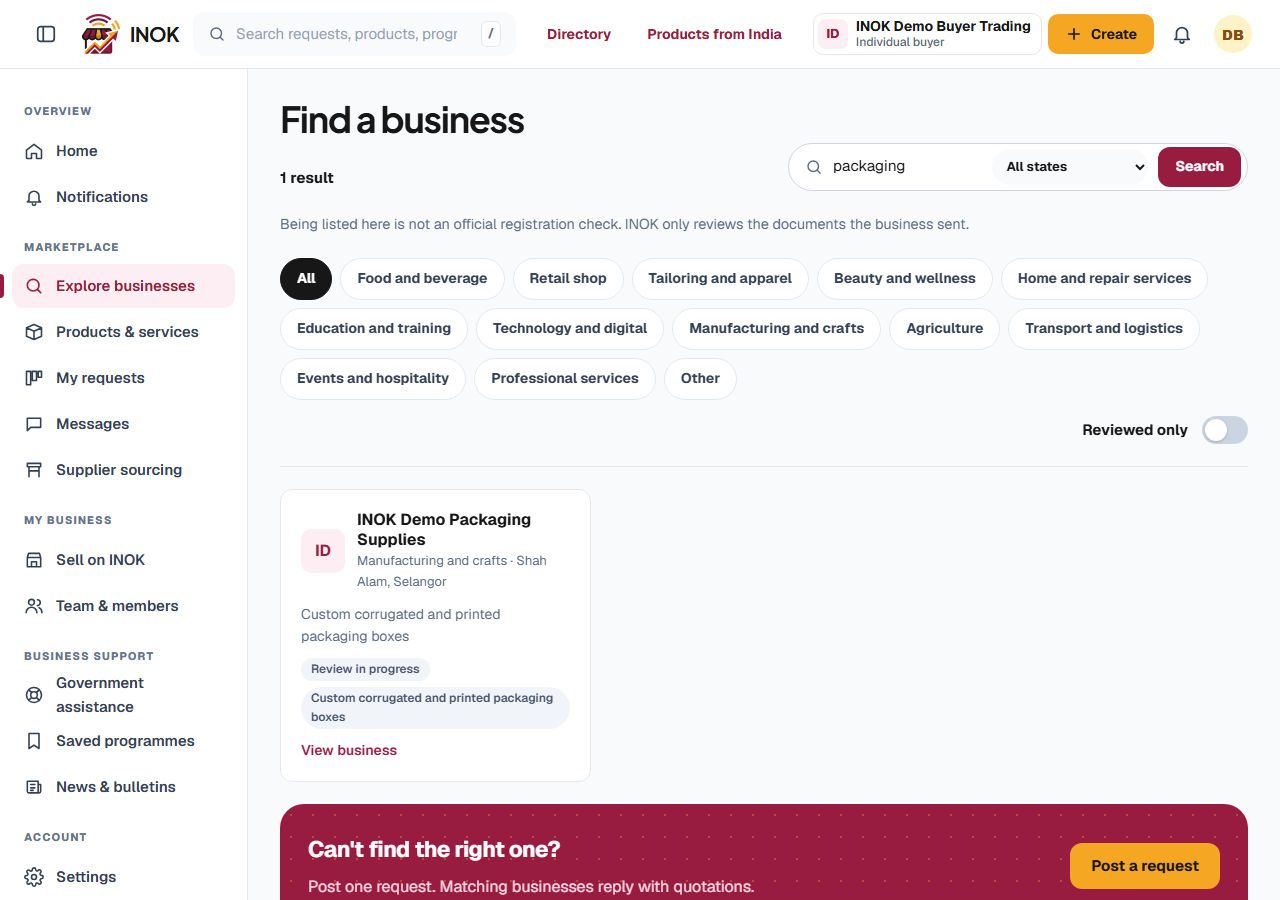 INOK
Search requests, products, progr
/
Directory
Products from India
ID
INOK Demo Buyer Trading
Individual buyer
Create
DB
OVERVIEW
Home
Notifications
MARKETPLACE
Explore businesses
Products & services
My requests
Messages
Supplier sourcing
MY BUSINESS
Sell on INOK
Team & members
BUSINESS SUPPORT
Government
assistance
Saved programmes
News & bulletins
ACCOUNT
Settings
Find a business
1 result
packaging
All states
Search
Being listed here is not an official registration check. INOK only reviews the documents the business sent.
All
Food and beverage
Retail shop
Tailoring and apparel
Beauty and wellness
Home and repair services
Education and training
Technology and digital
Manufacturing and crafts
Agriculture
Transport and logistics
Events and hospitality
Professional services
Other
Reviewed only
ID
INOK Demo Packaging
Supplies
Manufacturing and crafts · Shah
Alam, Selangor
Custom corrugated and printed
packaging boxes
Review in progress
Custom corrugated and printed packaging
boxes
View business
Can't find the right one?
Post one request. Matching businesses reply with quotations.
Post a request